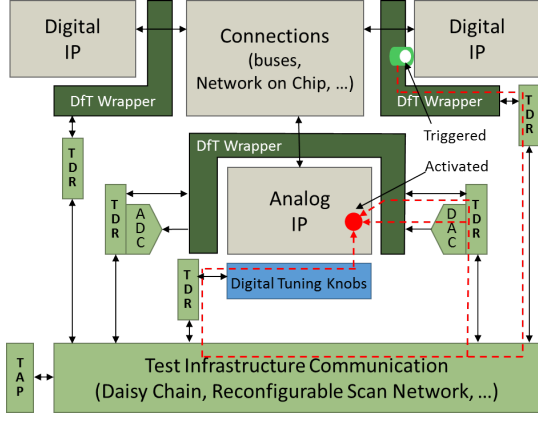 Digital
IP
Connections
(buses,
Network on Chip, ...)
Digital
IP
DfT Wrapper
DfT Wrapper
TDR
Triggered
TDR
DfT Wrapper
Activated
TDR
ADC
Analog
IP
DAC
TDR
TDR
Digital Tuning Knobs
TAP
Test Infrastructure Communication
(Daisy Chain, Reconfigurable Scan Network, ...)